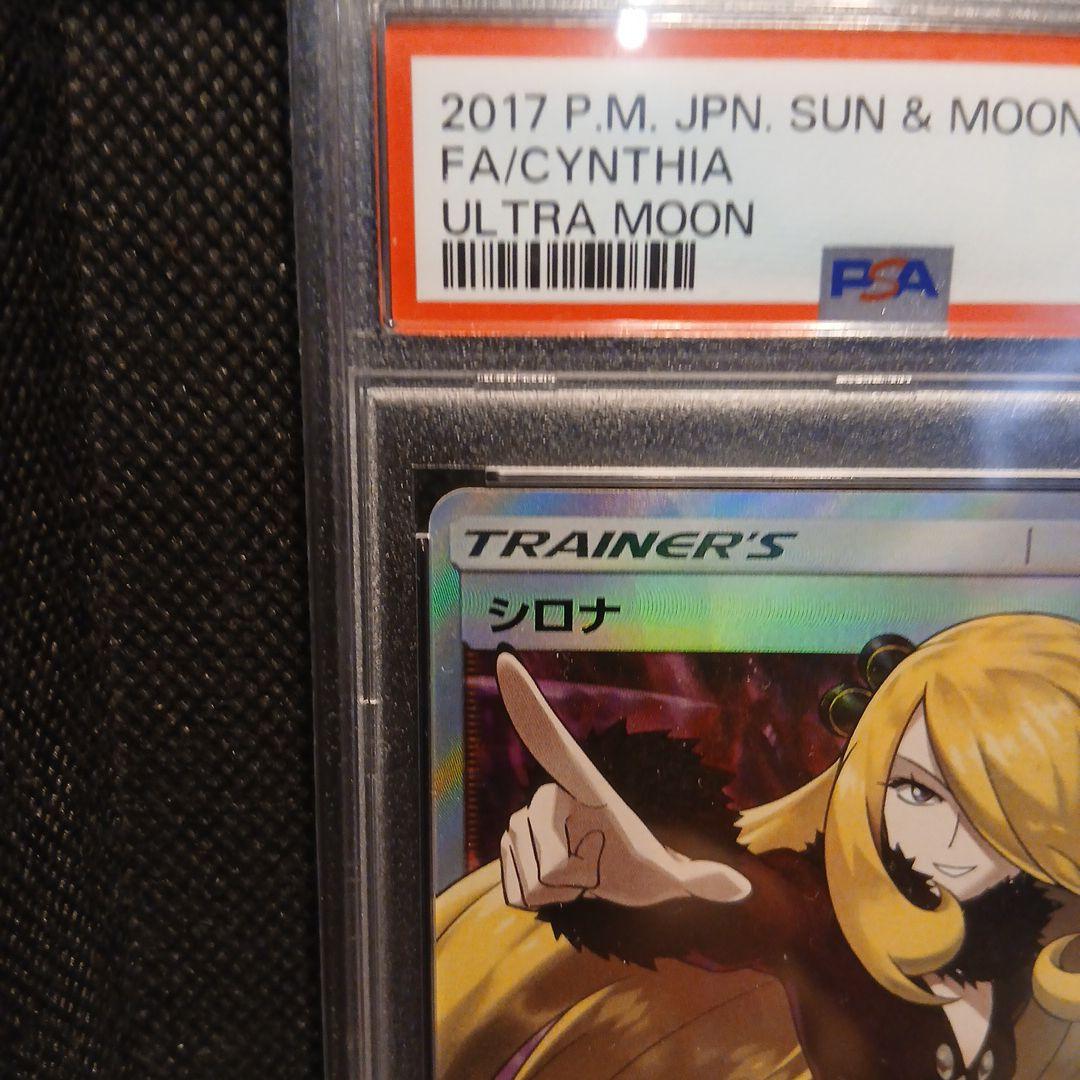 2017 P.M. JPN. SUN & MOON
FA/CYNTHIA
ULTRA MOON
PSA
TRAINER'S
シロナ